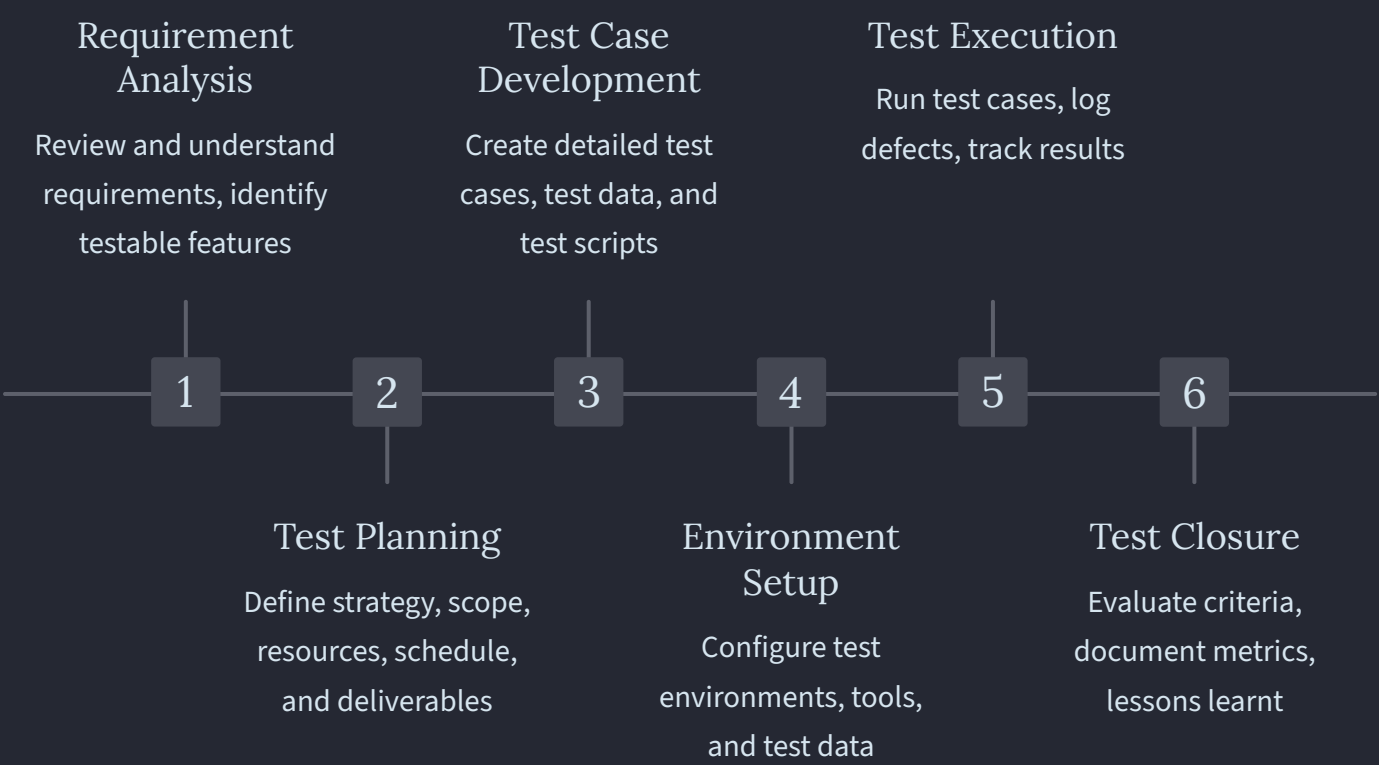 Requirement
Analysis
Review and understand
requirements, identify
testable features
Test Case
Development
Create detailed test
cases, test data, and
test scripts
Test Execution
Run test cases, log
defects, track results
1
2
3
4
5
6
Test Planning
Define strategy, scope,
resources, schedule,
and deliverables
Environment
Setup
Configure test
environments, tools,
and test data
Test Closure
Evaluate criteria,
document metrics,
lessons learnt